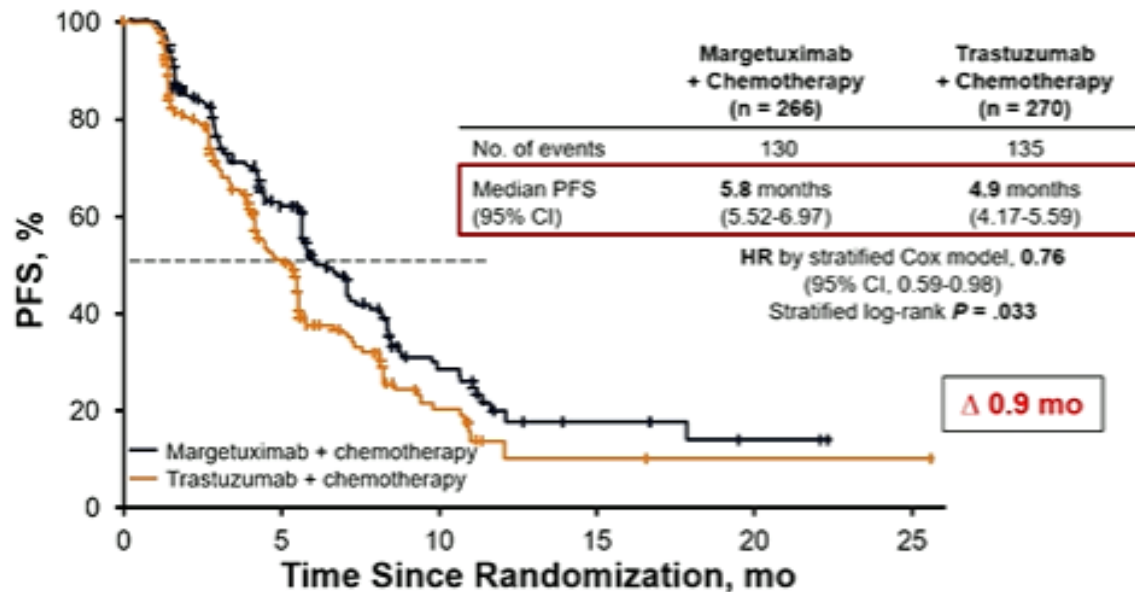 100
80
60
40
20
0
PFS, %
0 5 10 15 20 25
Time Since Randomization, mo
Margetuximab + chemotherapy
Trastuzumab + chemotherapy
Margetuximab
+ Chemotherapy
(n = 266)
Trastuzumab
+ Chemotherapy
(n = 270)
No. of events 130 135
Median PFS 5.8 months 4.9 months
(95% CI) (5.52-6.97) (4.17-5.59)
HR by stratified Cox model, 0.76
(95% CI, 0.59-0.98)
Stratified log-rank P = .033
Δ 0.9 mo